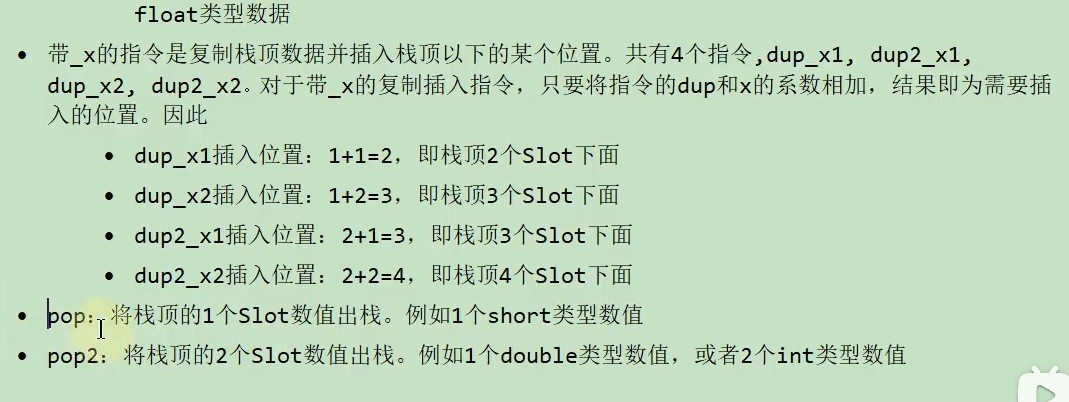 float类型数据
• 带_x的指令是复制栈顶数据并插入栈顶以下的某个位置。共有4个指令,dup_x1, dup2_x1,
dup_x2, dup2_x2。对于带_x的复制插入指令，只要将指令的dup和x的系数相加，结果即为需要插
入的位置。因此
• dup_x1插入位置：1+1=2，即栈顶2个Slot下面
• dup_x2插入位置：1+2=3，即栈顶3个Slot下面
• dup2_x1插入位置：2+1=3，即栈顶3个Slot下面
• dup2_x2插入位置：2+2=4，即栈顶4个Slot下面
• pop：将栈顶的1个Slot数值出栈。例如1个short类型数值
• pop2：将栈顶的2个Slot数值出栈。例如1个double类型数值，或者2个int类型数值